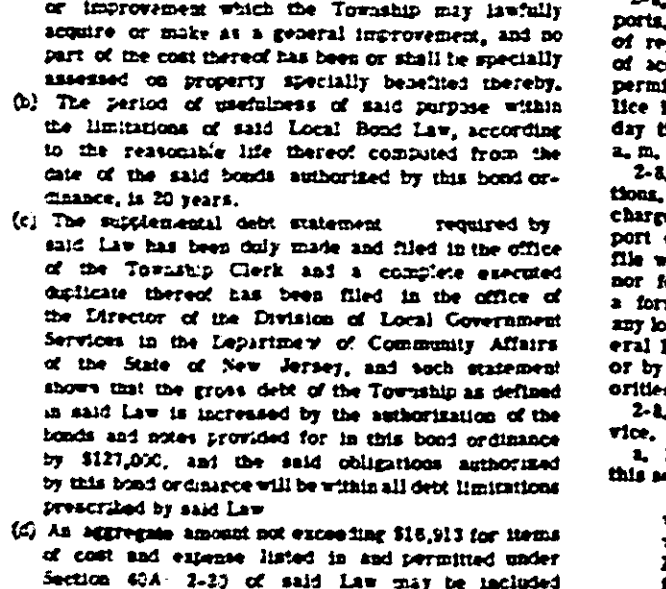 or improvement which the Township may lawfully
acquire or make as a general improvement, and no
part of the cost thereof has been or shall be specially
assessed on property specially benefited thereby.
(b) The period of usefulness of said purpose within
the limitations of said Local Bond Law, according
to the reasonable life thereof computed from the
date of the said bonds authorized by this bond or-
dinance, is 20 years.
(c) The supplemental debt statement required by
said Law has been duly made and filed in the office
of the Township Clerk and a complete executed
duplicate thereof has been filed in the office of
the Director of the Division of Local Government
Services in the Department of Community Affairs
of the State of New Jersey, and such statement
shows that the gross debt of the Township as defined
in said Law is increased by the authorization of the
bonds and notes provided for in this bond ordinance
by $127,000, and the said obligations authorized
by this bond ordinance will be within all debt limitations
prescribed by said Law
(d) An aggregate amount not exceeding $16,913 for items
of cost and expense listed in and permitted under
Section 40A 2-20 of said Law may be included
ports,
of re
of ac
permi
lice
day t
a. m.
2-8.
tions.
charge
port
file w
nor f
a for
any lo
eral
or by
orities
2-8.
vice.
a.
this se